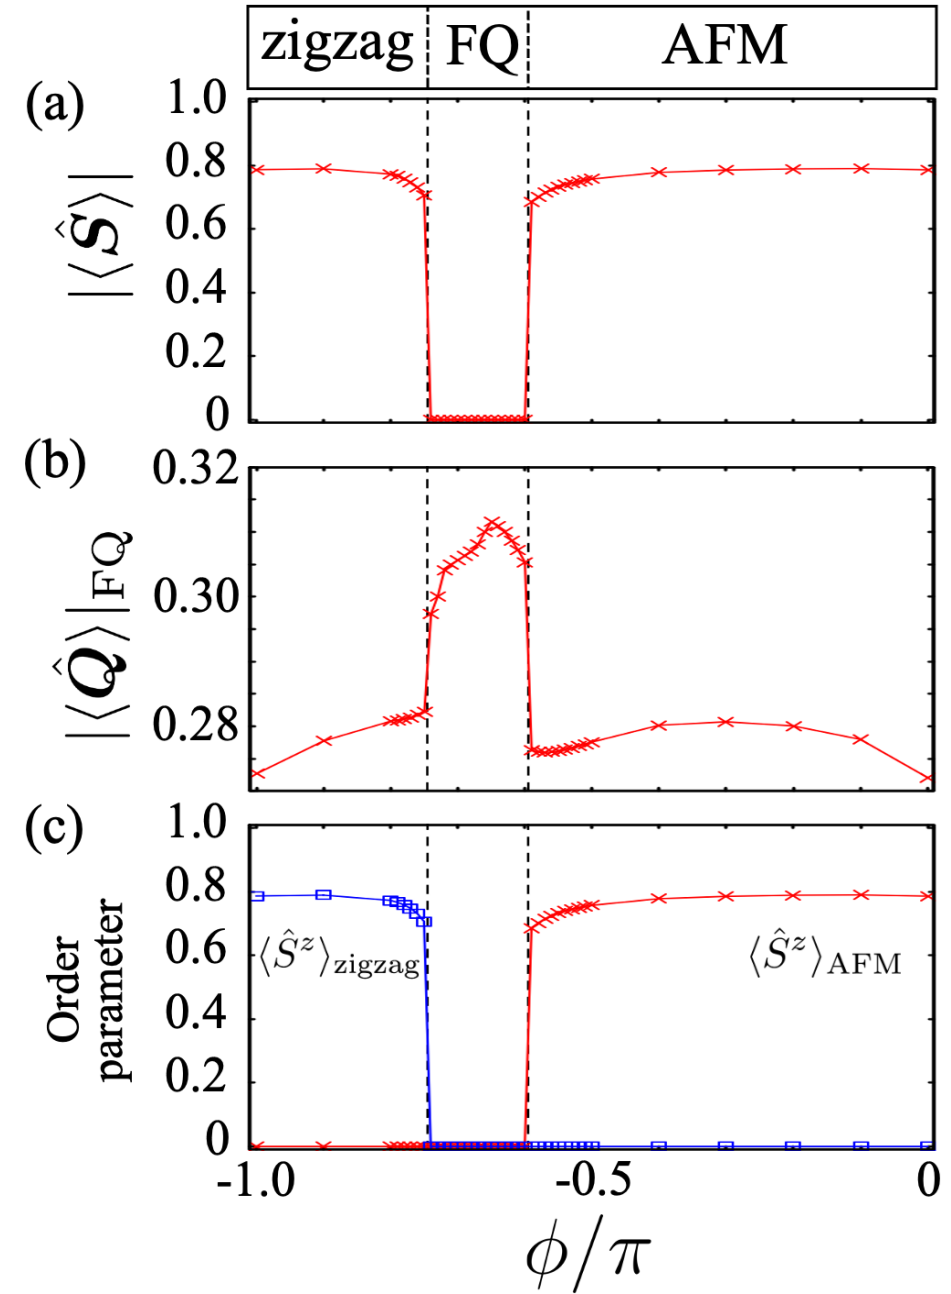 zigzag FQ AFM
(a)
1.0
0.8
0.6
0.4
0.2
0
|⟨Ŝ⟩|
(b)
0.32
0.30
0.28
|⟨Q̂⟩|FQ
(c)
1.0
0.8
0.6
0.4
0.2
0
Order
parameter
⟨Ŝᶻ⟩zigzag ⟨Ŝᶻ⟩AFM
-1.0 -0.5 0
ϕ/π